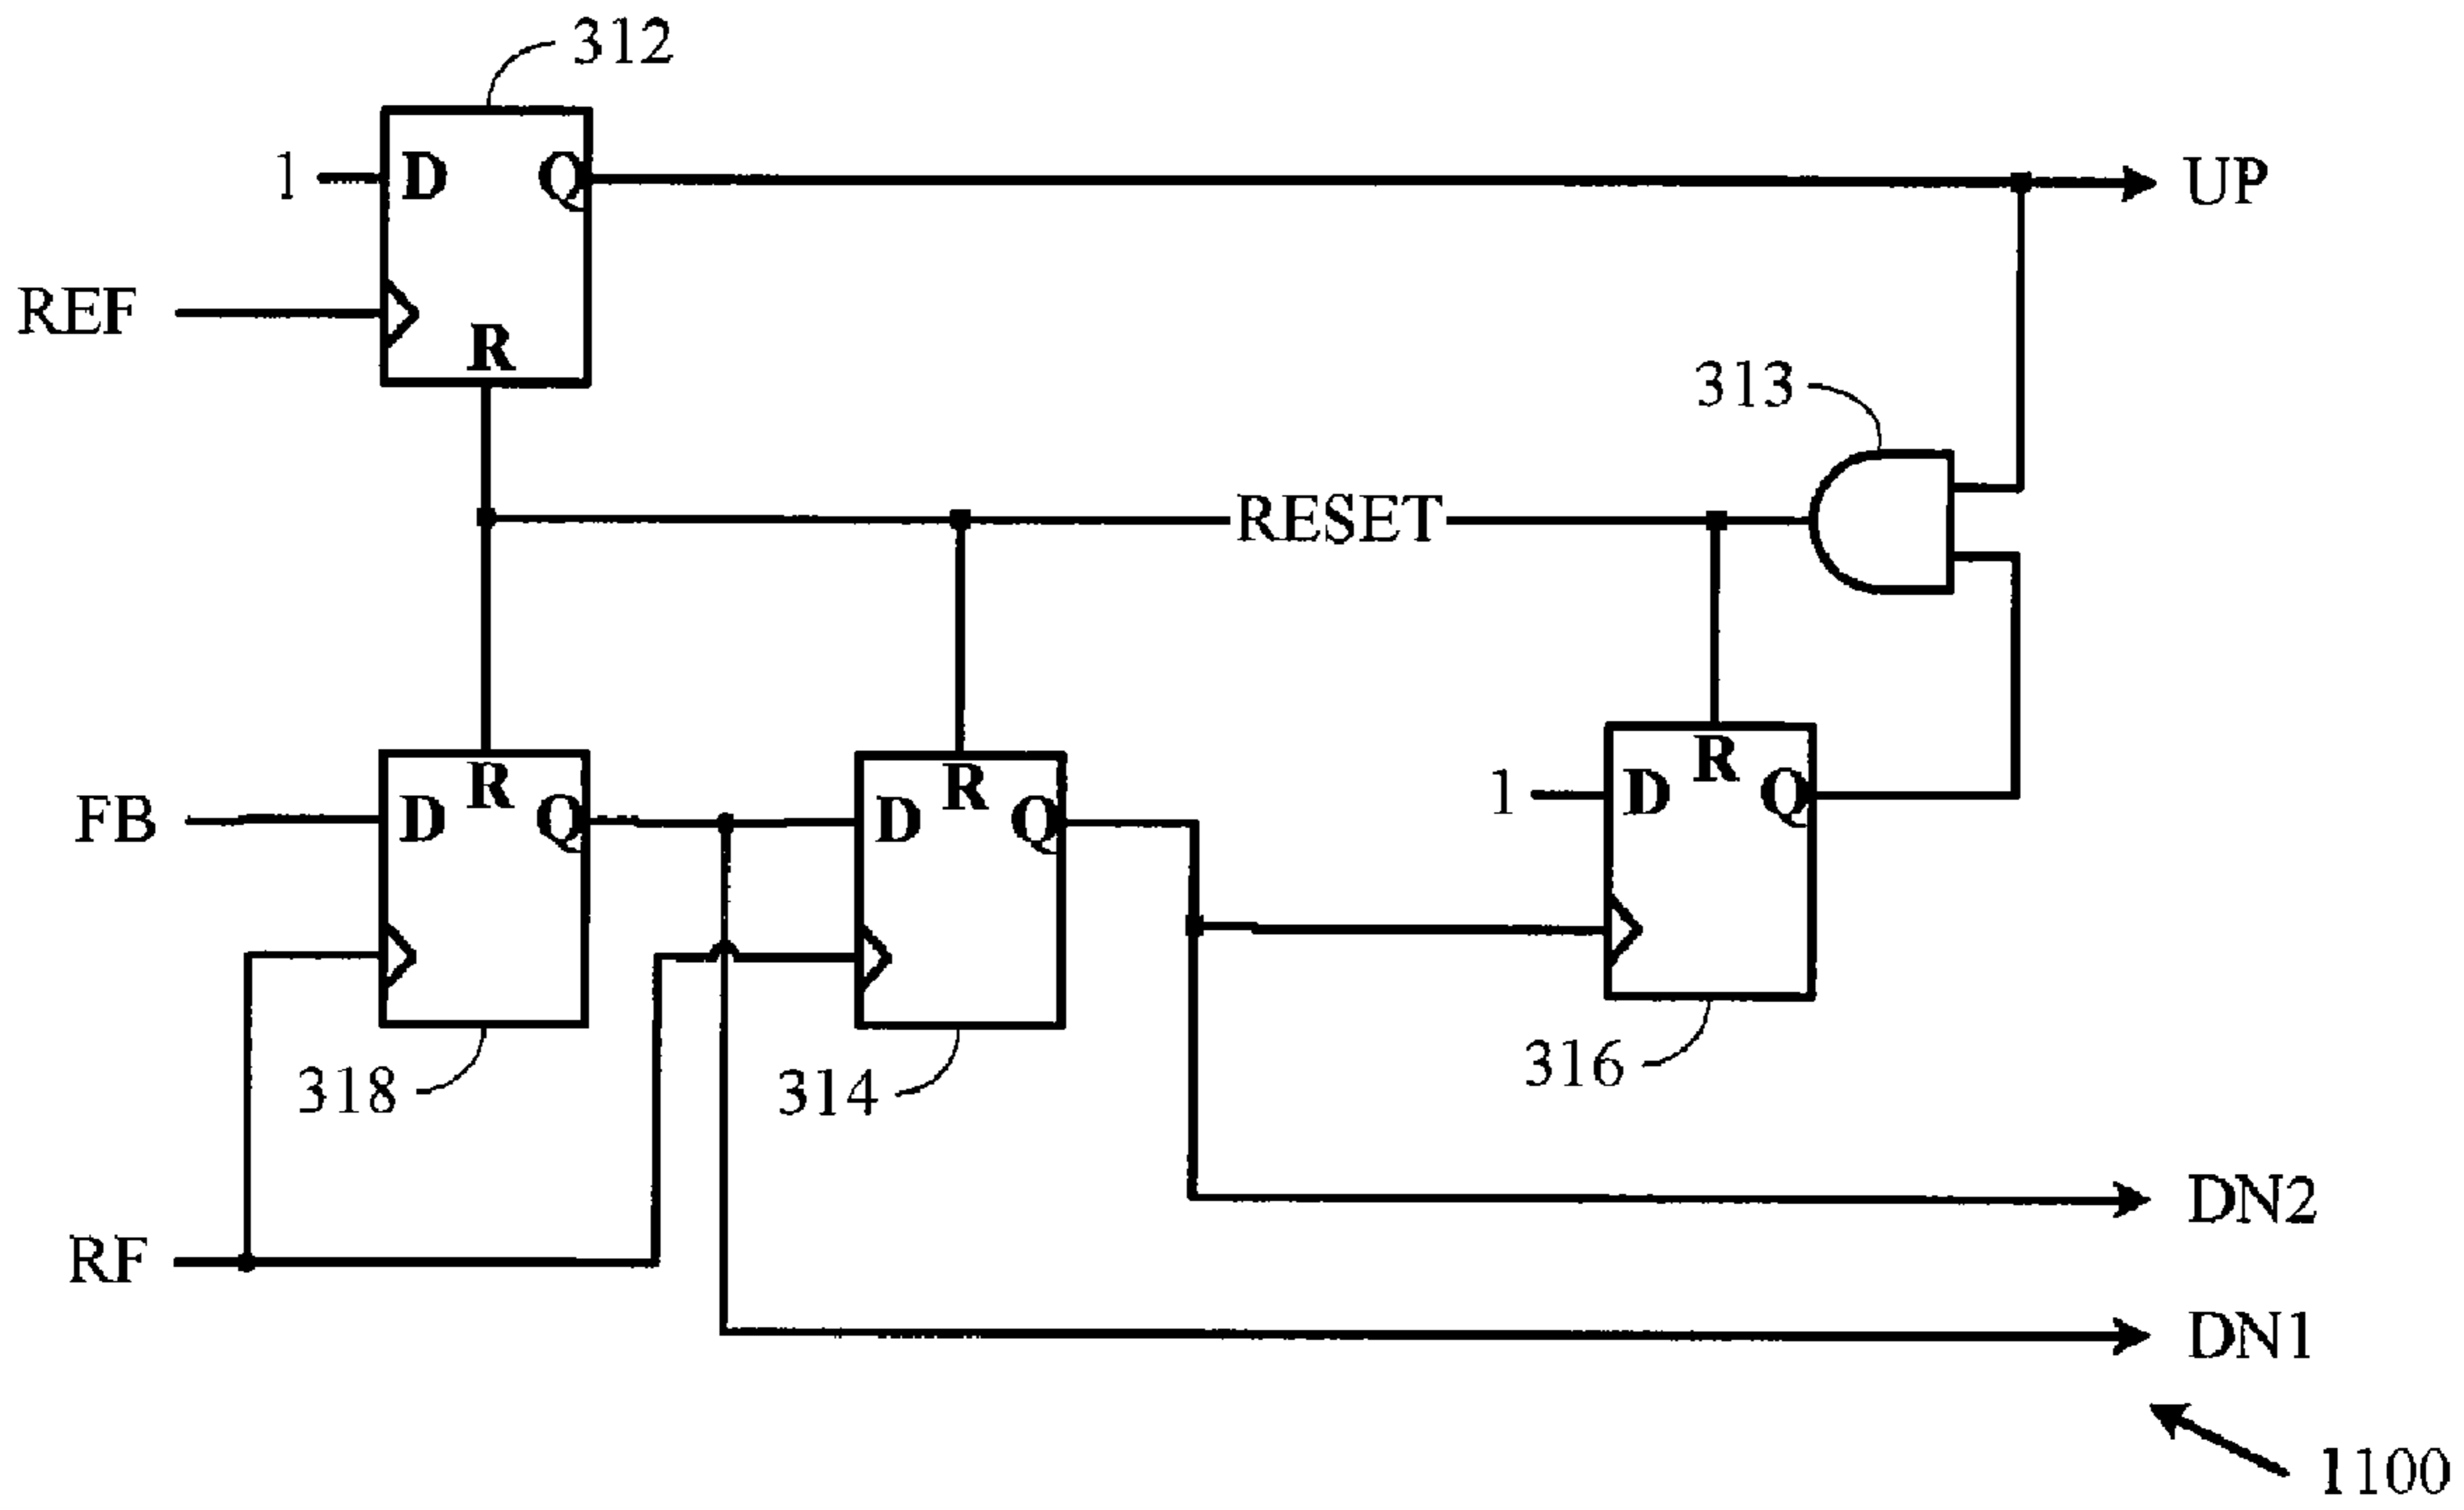 312
1 D Q UP
REF
R
313
RESET
FB D R Q D R Q 1 D R Q
318 314 316
DN2
RF
DN1
1100